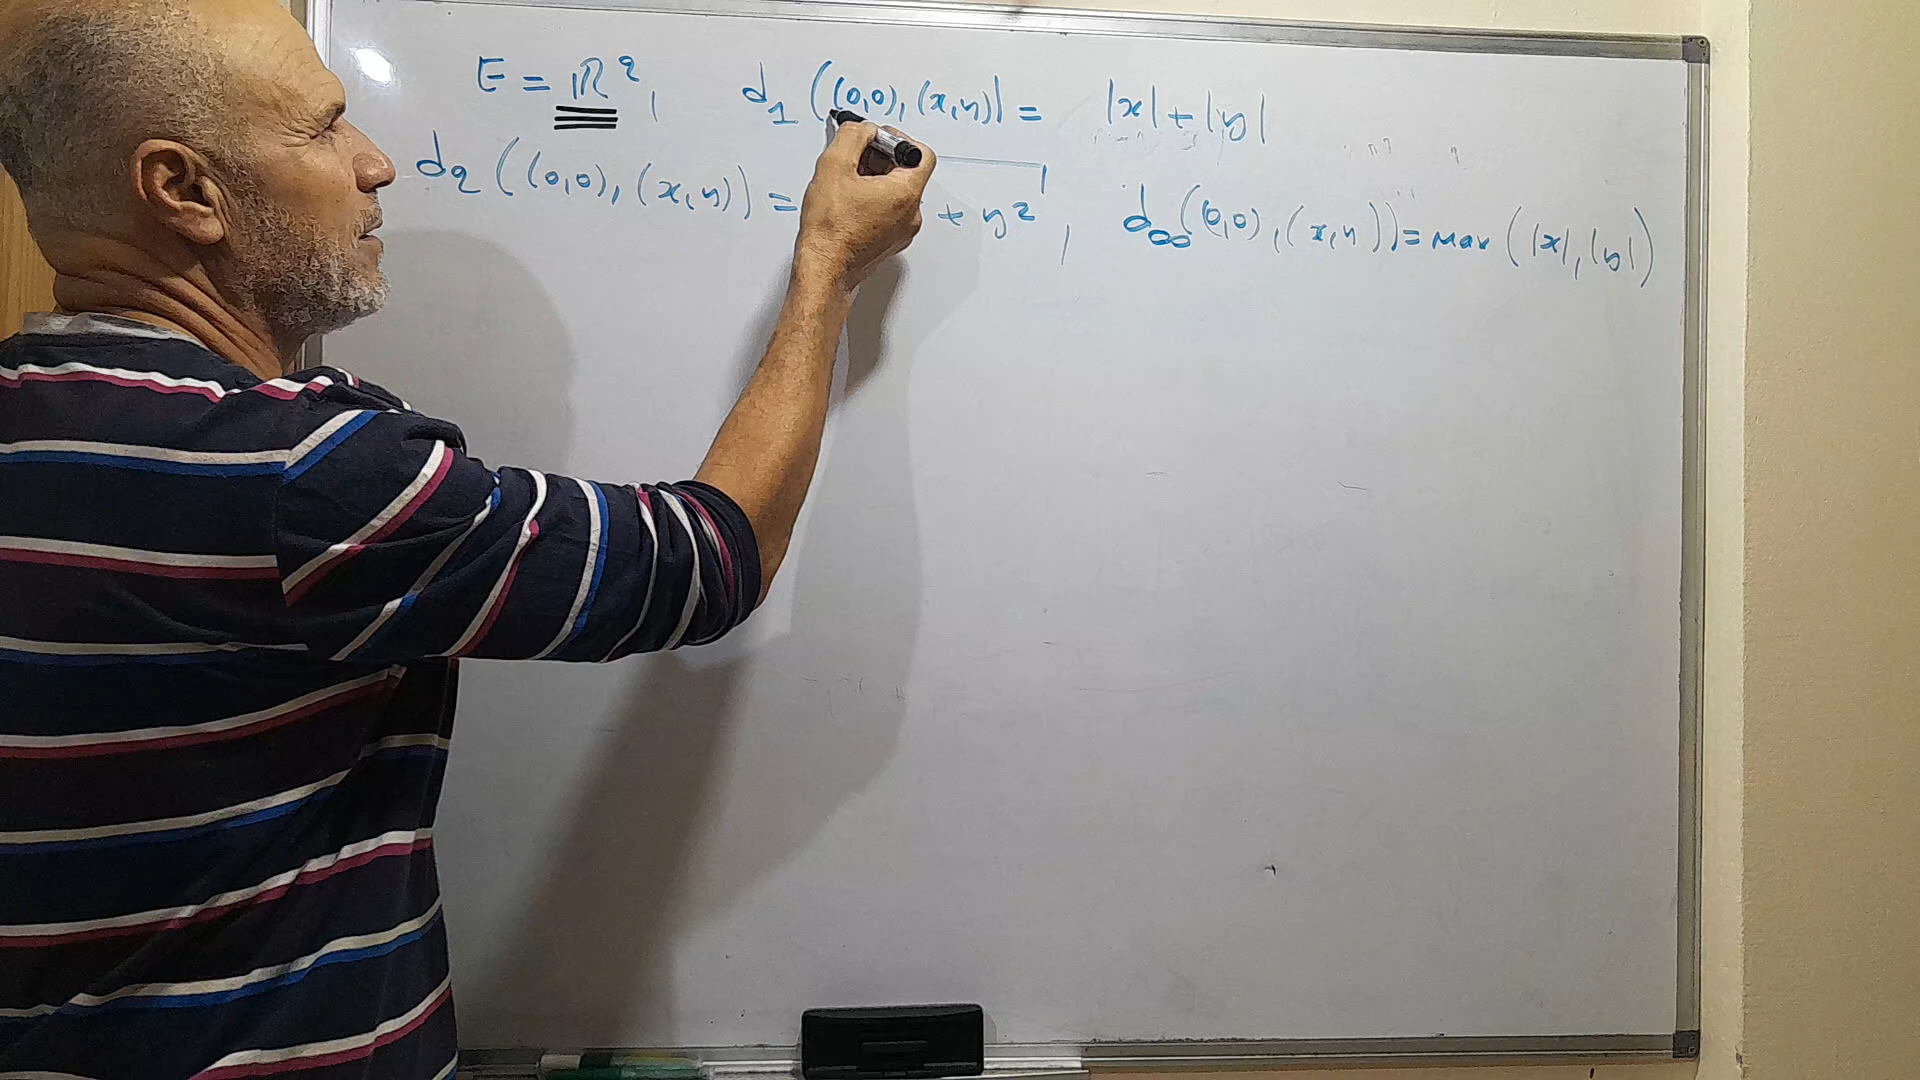 E = ℝ², d₁((0,0),(x,y)| = |x| + |y|
d₂((0,0),(x,y)) = + y², d∞((0,0),(x,y)) = Max(|x|,|y|)